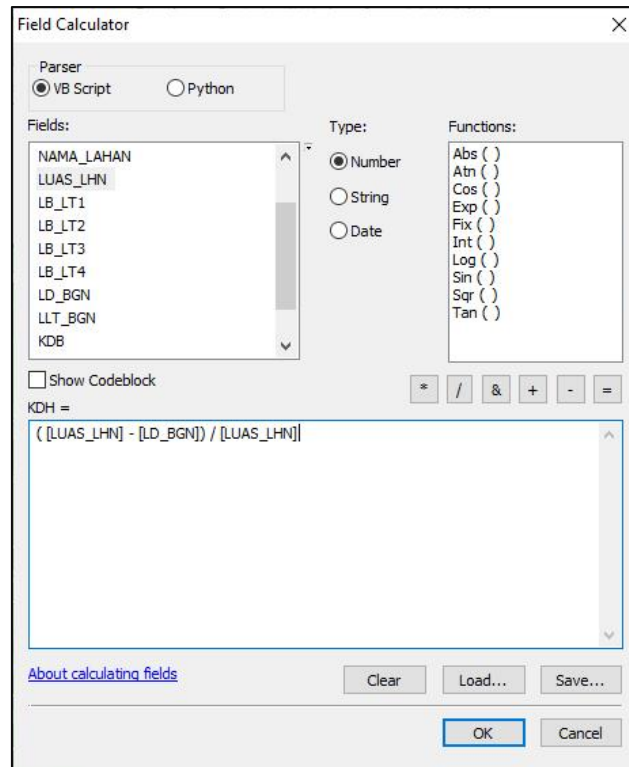 Field Calculator
Parser
VB Script Python
Fields: Type: Functions:
NAMA_LAHAN
LUAS_LHN
LB_LT1
LB_LT2
LB_LT3
LB_LT4
LD_BGN
LLT_BGN
KDB
Number
String
Date
Abs ( )
Atn ( )
Cos ( )
Exp ( )
Fix ( )
Int ( )
Log ( )
Sin ( )
Sqr ( )
Tan ( )
Show Codeblock
* / & + - =
KDH =
( [LUAS_LHN] - [LD_BGN]) / [LUAS_LHN]
About calculating fields
Clear Load... Save...
OK Cancel